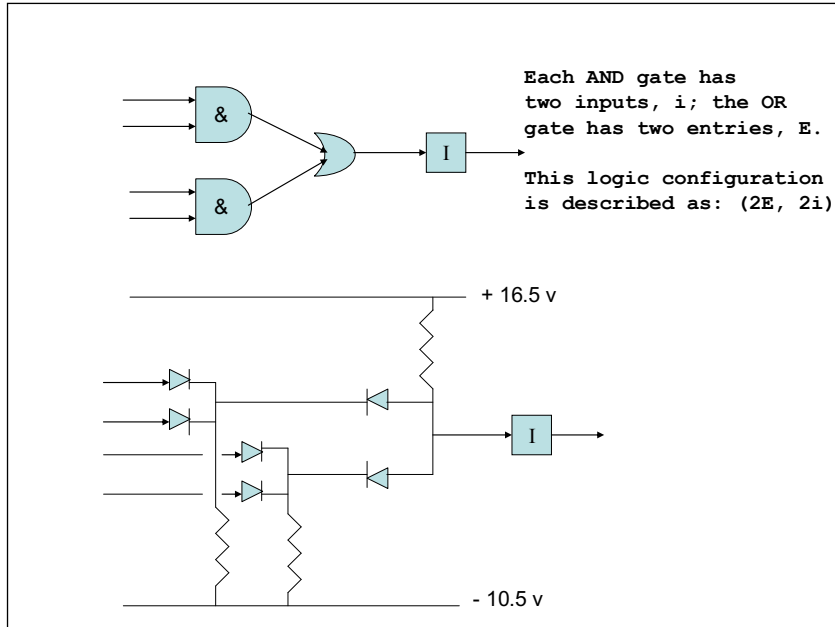 Each AND gate has
two inputs, i; the OR
gate has two entries, E.
&
I
This logic configuration
is described as: (2E, 2i)
&
+ 16.5 v
I
- 10.5 v